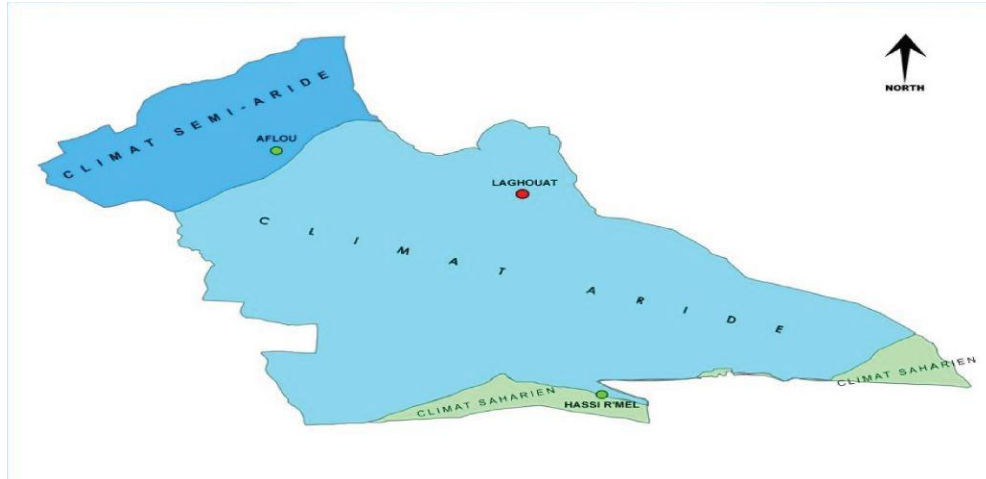 NORTH
CLIMAT SEMI-ARIDE
AFLOU
LAGHOUAT
CLIMAT ARIDE
CLIMAT SAHARIEN
CLIMAT SAHARIEN
HASSI R'MEL